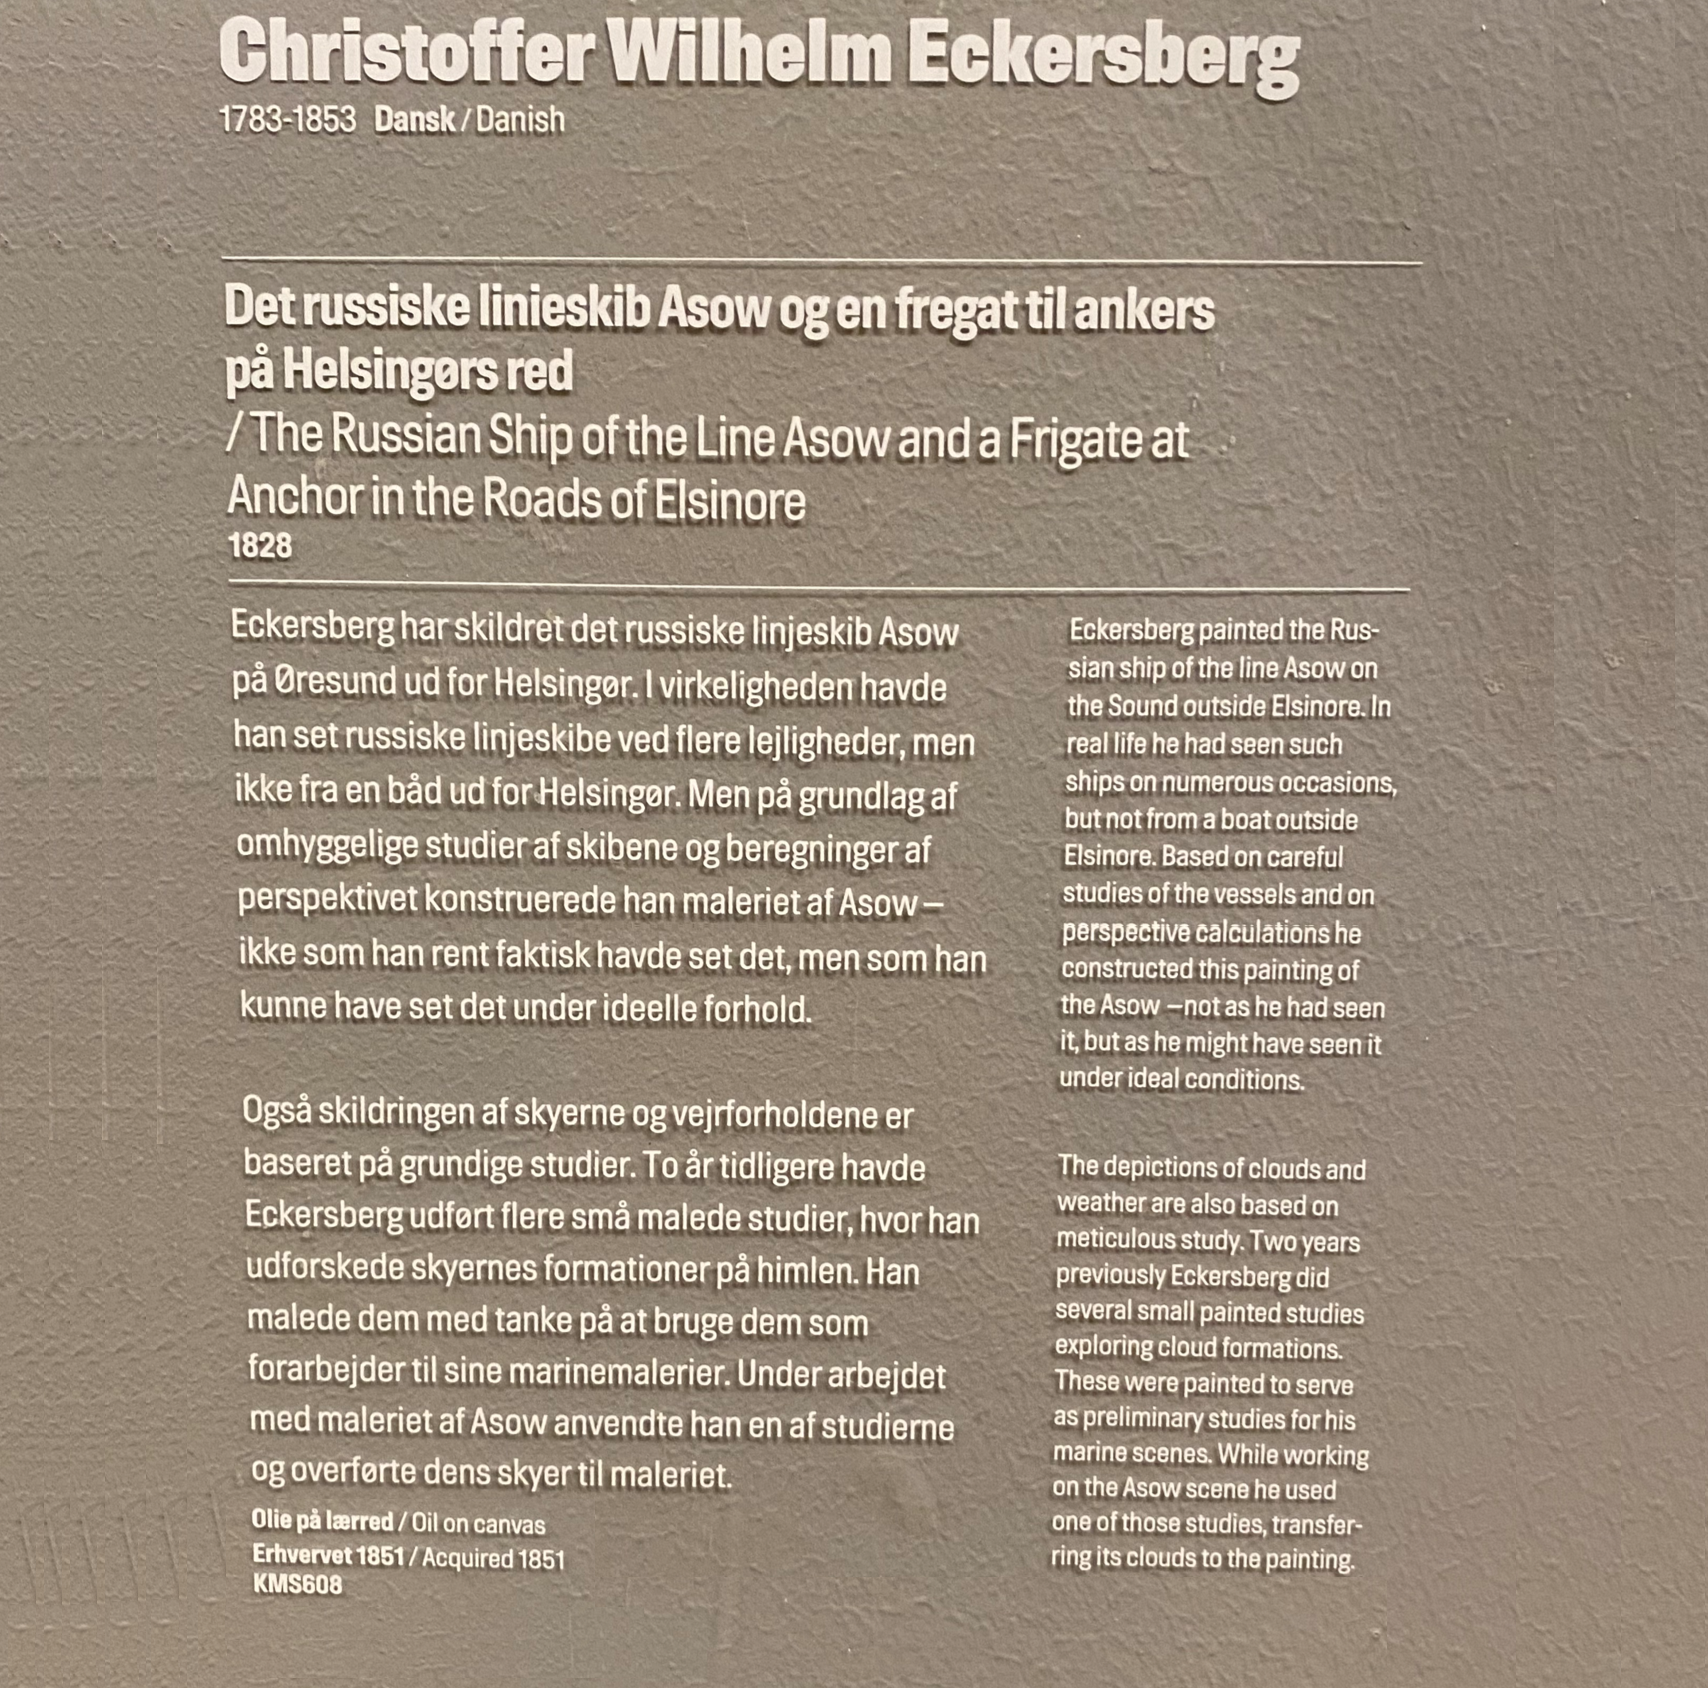 Christoffer Wilhelm Eckersberg
1783-1853 Dansk / Danish
Det russiske linieskib Asow og en fregat til ankers
på Helsingørs red
/ The Russian Ship of the Line Asow and a Frigate at
Anchor in the Roads of Elsinore
1828
Eckersberg har skildret det russiske linjeskib Asow
på Øresund ud for Helsingør. I virkeligheden havde
han set russiske linjeskibe ved flere lejligheder, men
ikke fra en båd ud for Helsingør. Men på grundlag af
omhyggelige studier af skibene og beregninger af
perspektivet konstruerede han maleriet af Asow –
ikke som han rent faktisk havde set det, men som han
kunne have set det under ideelle forhold.
Også skildringen af skyerne og vejrforholdene er
baseret på grundige studier. To år tidligere havde
Eckersberg udført flere små malede studier, hvor han
udforskede skyernes formationer på himlen. Han
malede dem med tanke på at bruge dem som
forarbejder til sine marinemalerier. Under arbejdet
med maleriet af Asow anvendte han en af studierne
og overførte dens skyer til maleriet.
Olie på lærred / Oil on canvas
Erhvervet 1851 / Acquired 1851
KMS608
Eckersberg painted the Rus-
sian ship of the line Asow on
the Sound outside Elsinore. In
real life he had seen such
ships on numerous occasions,
but not from a boat outside
Elsinore. Based on careful
studies of the vessels and on
perspective calculations he
constructed this painting of
the Asow –not as he had seen
it, but as he might have seen it
under ideal conditions.
The depictions of clouds and
weather are also based on
meticulous study. Two years
previously Eckersberg did
several small painted studies
exploring cloud formations.
These were painted to serve
as preliminary studies for his
marine scenes. While working
on the Asow scene he used
one of those studies, transfer-
ring its clouds to the painting.